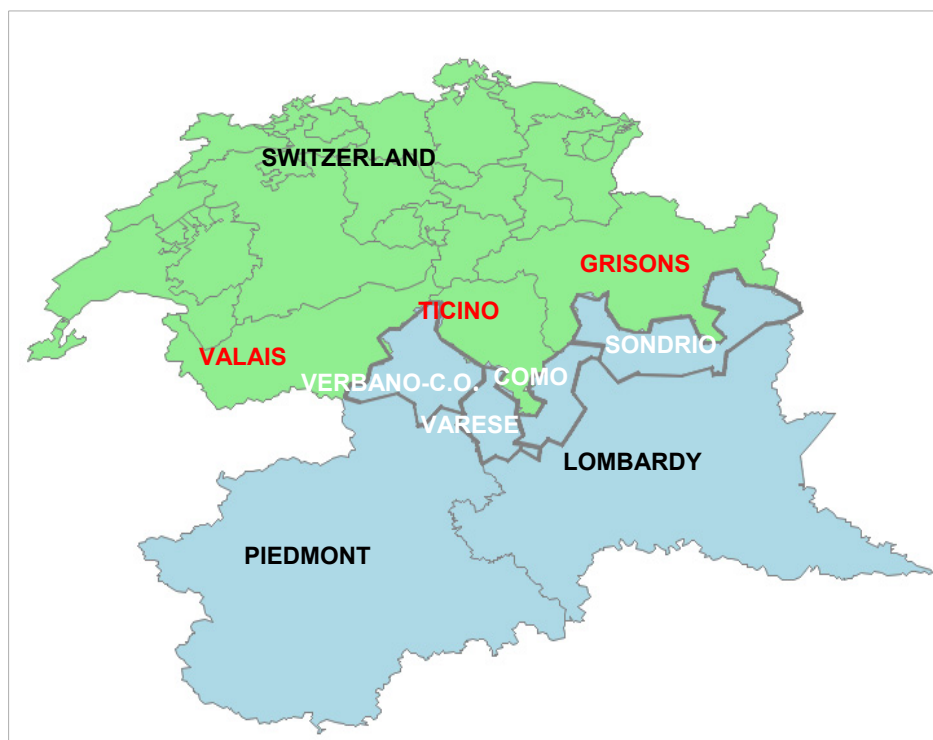 SWITZERLAND
GRISONS
TICINO
VALAIS
SONDRIO
VERBANO-C.O.
COMO
VARESE
LOMBARDY
PIEDMONT